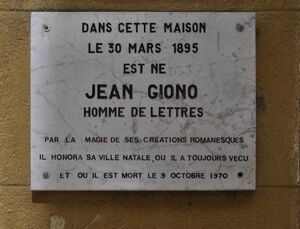 DANS CETTE MAISON
LE 30 MARS 1895
EST NE
JEAN GIONO
HOMME DE LETTRES
PAR LA MAGIE DE SES CREATIONS ROMANESQUES
IL HONORA SA VILLE NATALE, OU IL A TOUJOURS VECU
ET OU IL EST MORT LE 9 OCTOBRE 1970